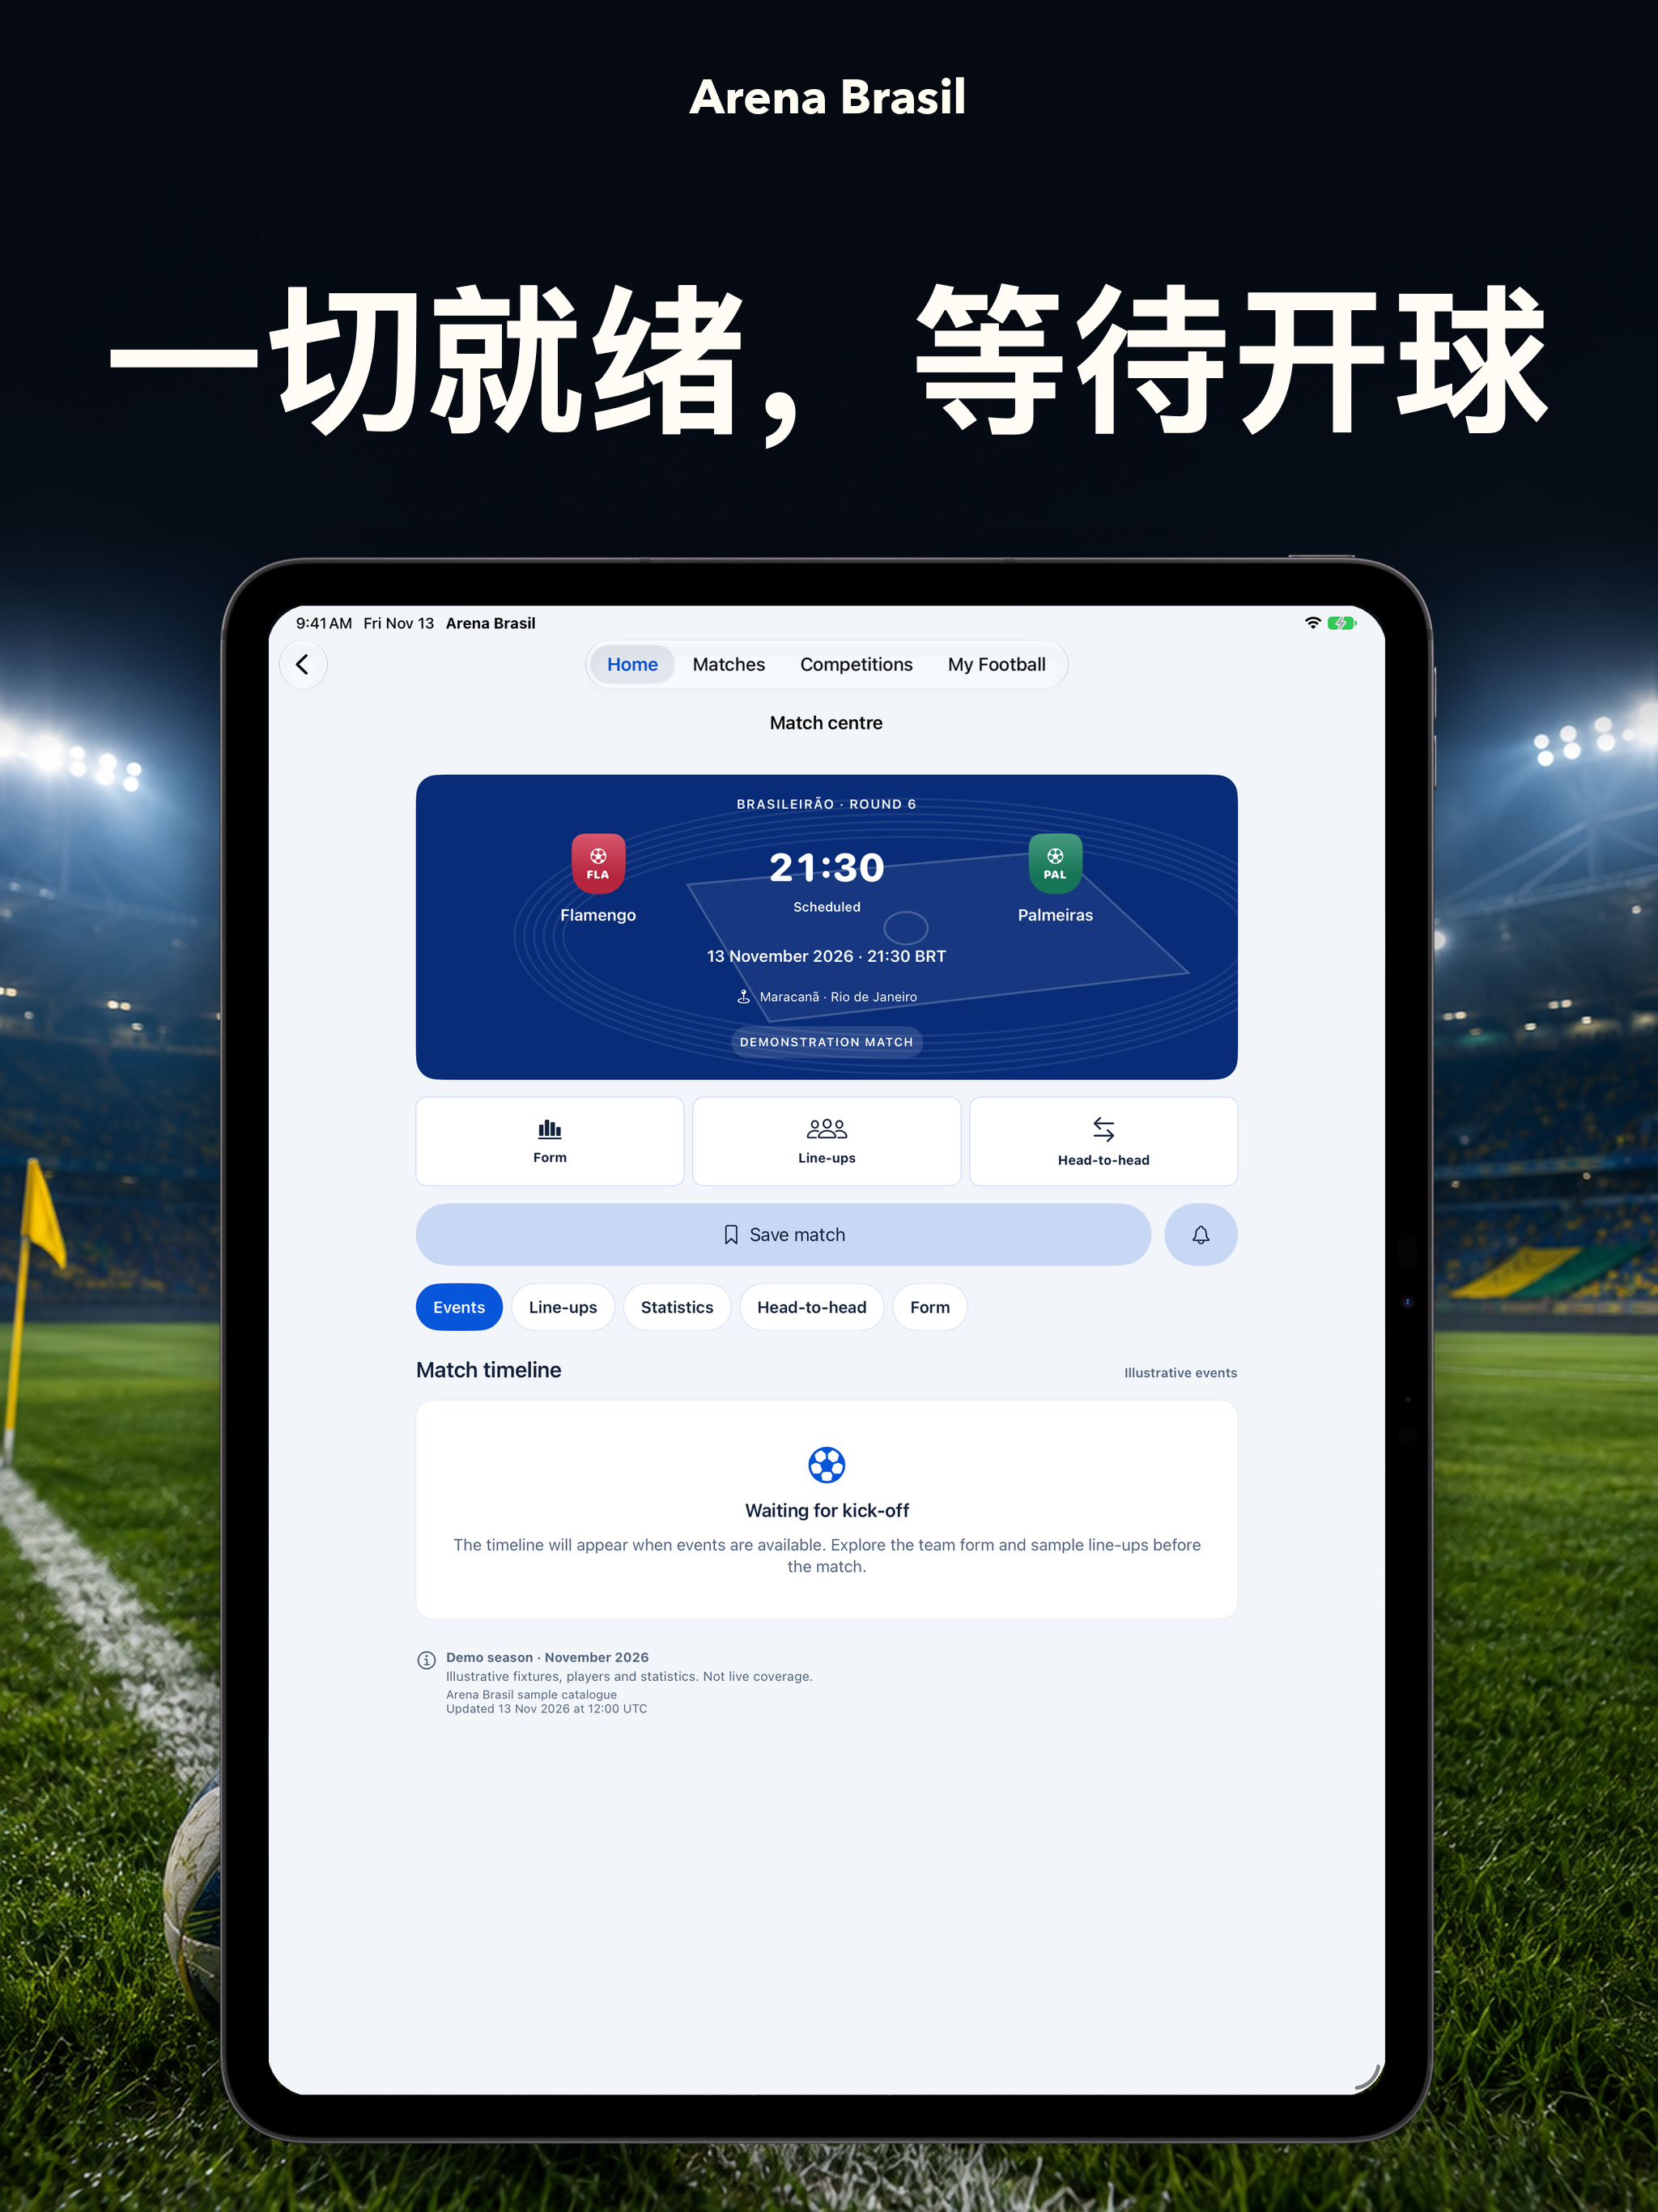 Arena Brasil
一切就绪，等待开球
9:41 AM Fri Nov 13 Arena Brasil
Home Matches Competitions My Football
Match centre
BRASILEIRÃO · ROUND 6
FLA
21:30
PAL
Flamengo
Scheduled
Palmeiras
13 November 2026 · 21:30 BRT
Maracanã · Rio de Janeiro
DEMONSTRATION MATCH
Form
Line-ups
Head-to-head
Save match
Events Line-ups Statistics Head-to-head Form
Match timeline
Illustrative events
Waiting for kick-off
The timeline will appear when events are available. Explore the team form and sample line-ups before
the match.
Demo season · November 2026
Illustrative fixtures, players and statistics. Not live coverage.
Arena Brasil sample catalogue
Updated 13 Nov 2026 at 12:00 UTC